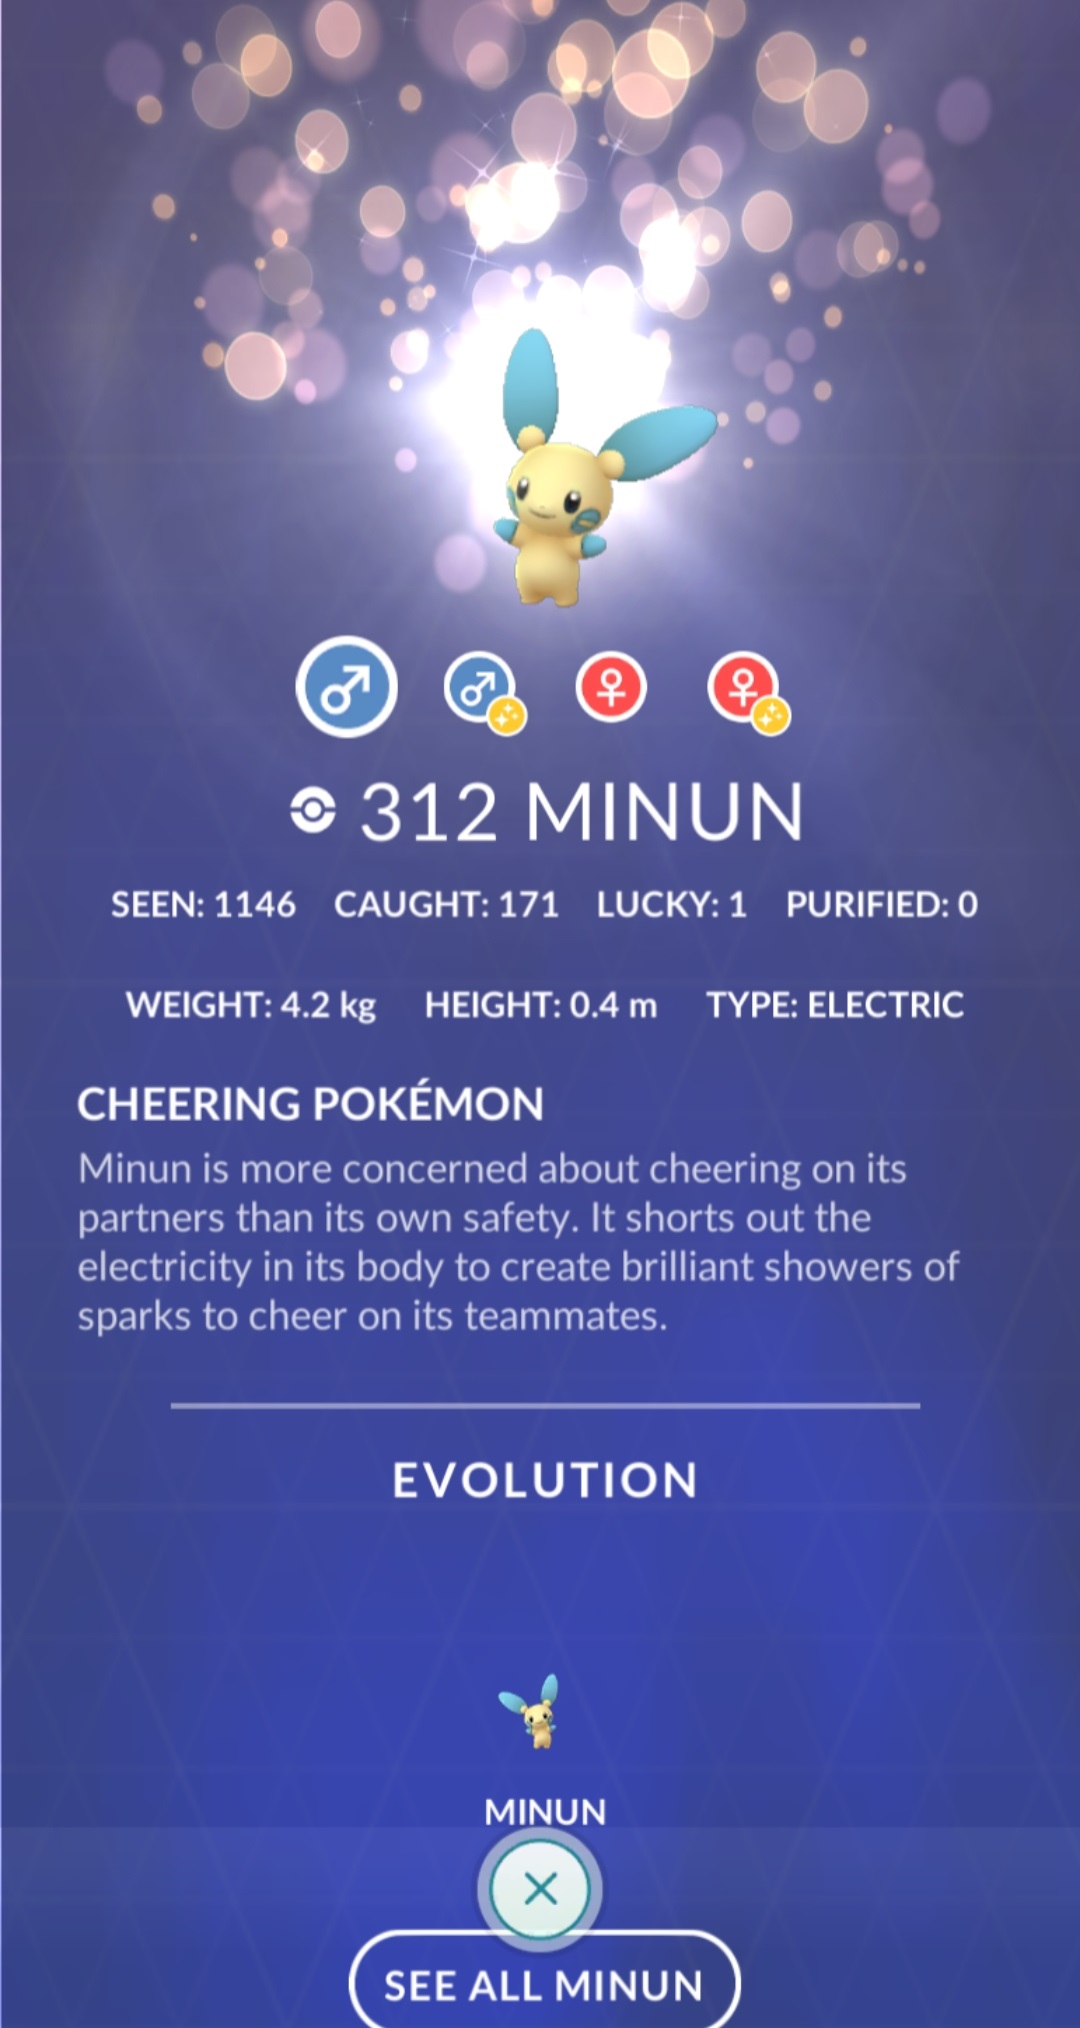 312 MINUN
SEEN: 1146 CAUGHT: 171 LUCKY: 1 PURIFIED: 0
WEIGHT: 4.2 kg HEIGHT: 0.4 m TYPE: ELECTRIC
CHEERING POKÉMON
Minun is more concerned about cheering on its
partners than its own safety. It shorts out the
electricity in its body to create brilliant showers of
sparks to cheer on its teammates.
EVOLUTION
MINUN
SEE ALL MINUN